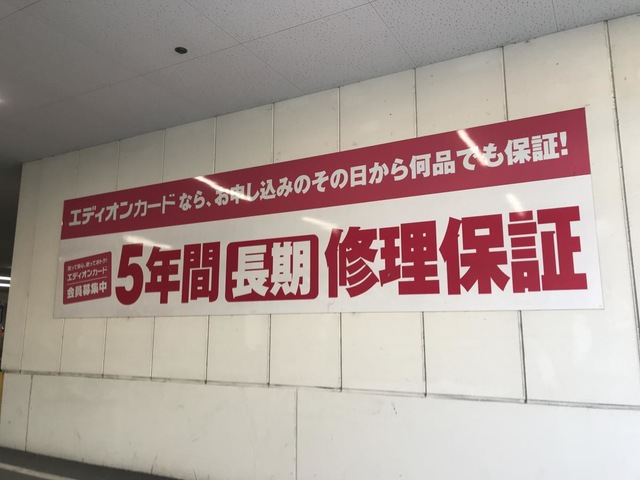 エディオンカードなら、お申し込みのその日から何品でも保証!
エディオンカード
会員募集中
5年間 長期 修理保証